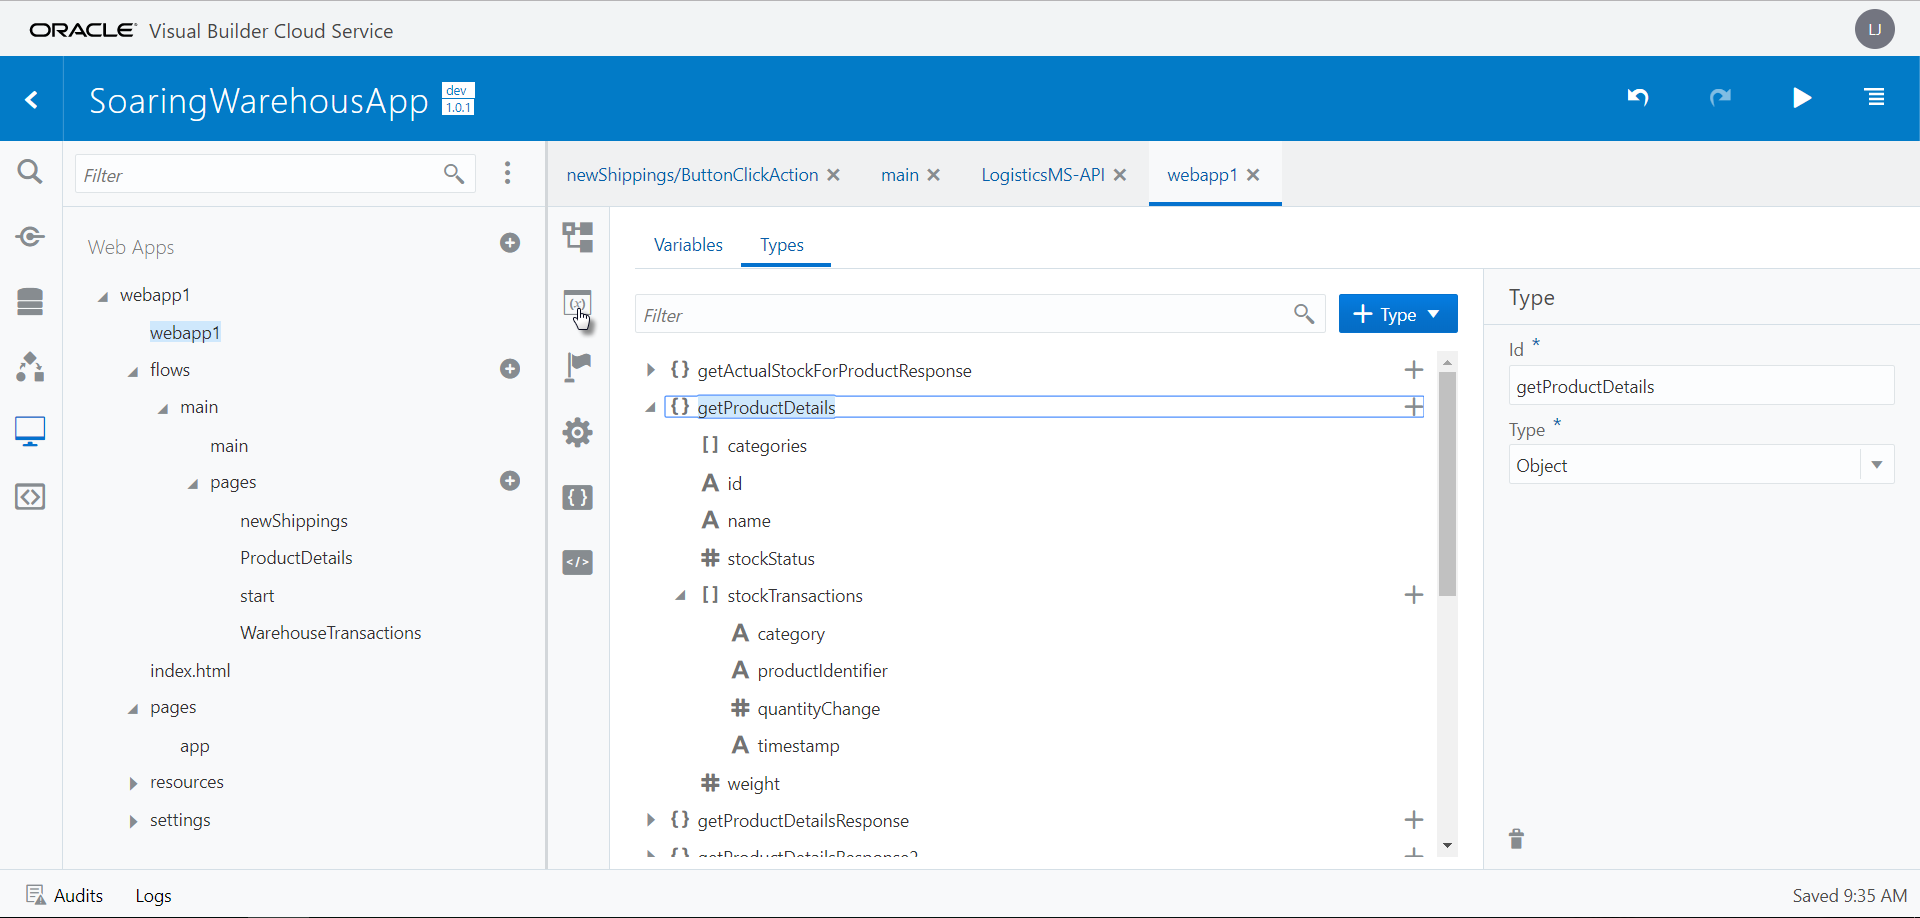 ORACLE Visual Builder Cloud Service
IJ
SoaringWarehousApp
dev
1.0.1
Filter
newShippings/ButtonClickAction
main
LogisticsMS-API
webapp1
Web Apps
webapp1
webapp1
flows
main
main
pages
newShippings
ProductDetails
start
WarehouseTransactions
index.html
pages
app
resources
settings
Variables
Types
Filter
Type
getActualStockForProductResponse
getProductDetails
categories
id
name
stockStatus
stockTransactions
category
productIdentifier
quantityChange
timestamp
weight
getProductDetailsResponse
getProductDetailsResponse2
Type
Id *
getProductDetails
Type *
Object
Audits
Logs
Saved 9:35 AM